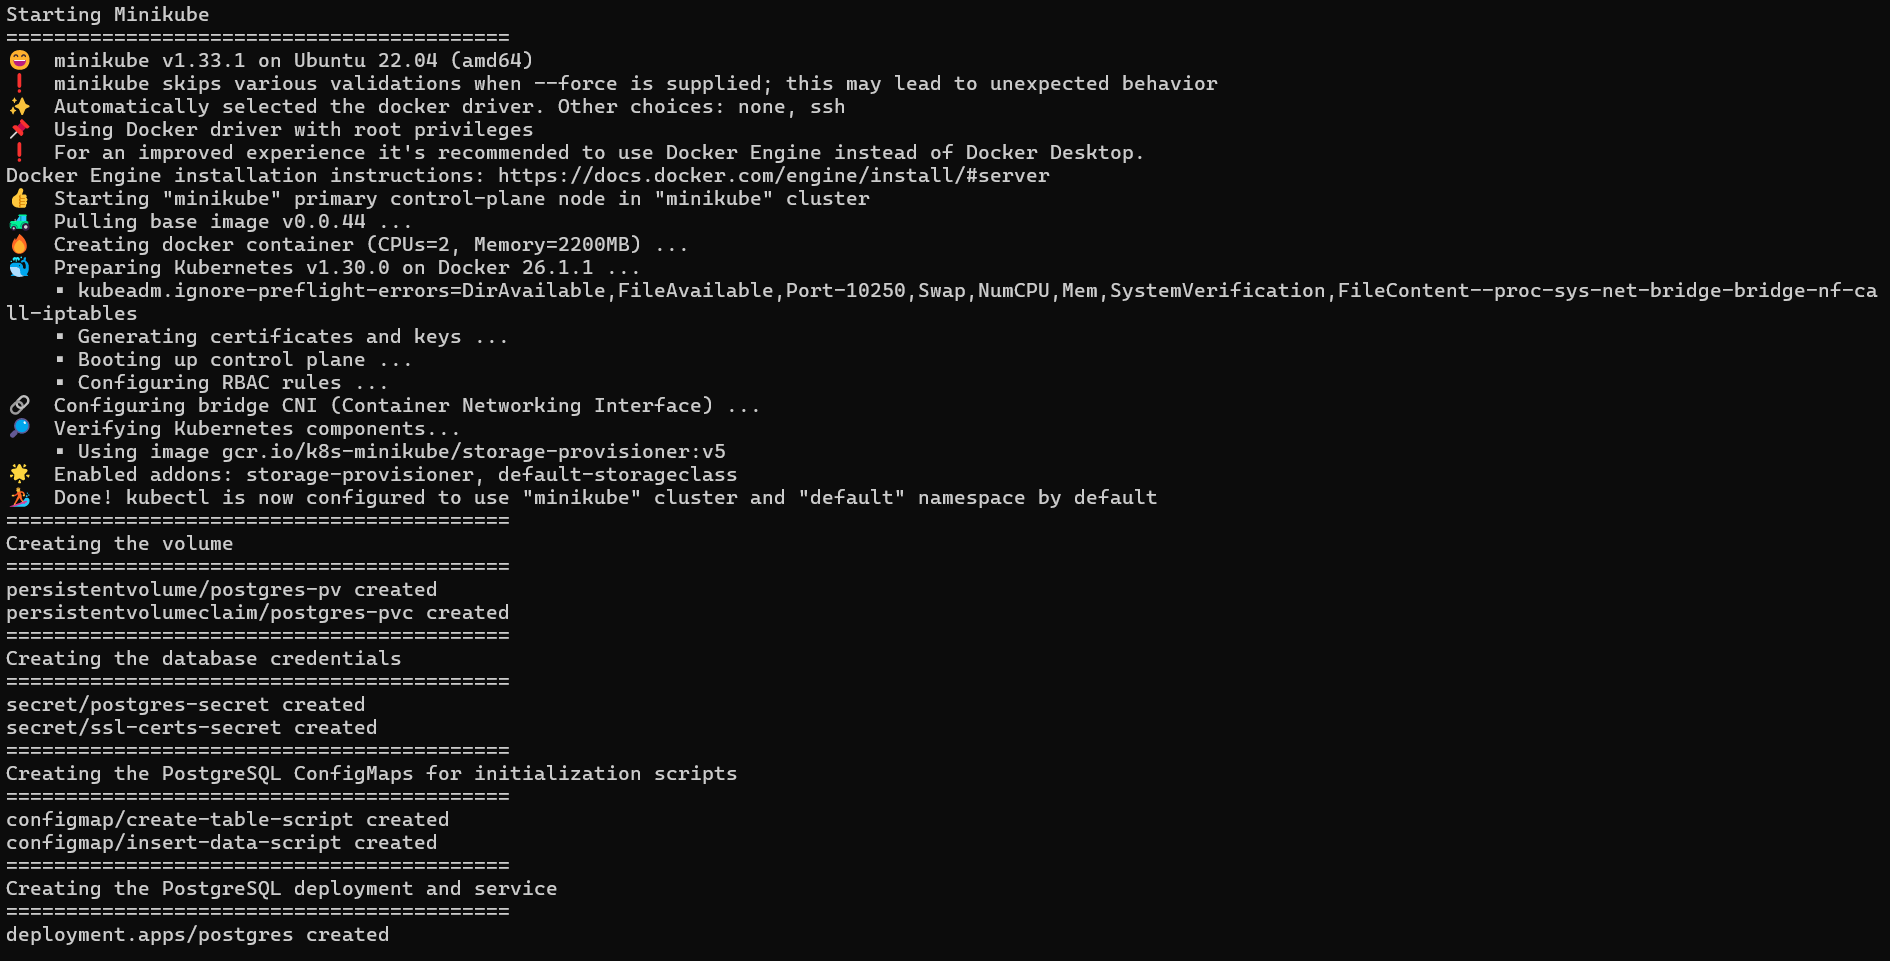 Starting Minikube
==========================================
😄  minikube v1.33.1 on Ubuntu 22.04 (amd64)
❗  minikube skips various validations when --force is supplied; this may lead to unexpected behavior
✨  Automatically selected the docker driver. Other choices: none, ssh
📌  Using Docker driver with root privileges
❗  For an improved experience it's recommended to use Docker Engine instead of Docker Desktop.
Docker Engine installation instructions: https://docs.docker.com/engine/install/#server
👍  Starting "minikube" primary control-plane node in "minikube" cluster
🚜  Pulling base image v0.0.44 ...
🔥  Creating docker container (CPUs=2, Memory=2200MB) ...
🐳  Preparing Kubernetes v1.30.0 on Docker 26.1.1 ...
    ▪ kubeadm.ignore-preflight-errors=DirAvailable,FileAvailable,Port-10250,Swap,NumCPU,Mem,SystemVerification,FileContent--proc-sys-net-bridge-bridge-nf-ca
ll-iptables
    ▪ Generating certificates and keys ...
    ▪ Booting up control plane ...
    ▪ Configuring RBAC rules ...
🔗  Configuring bridge CNI (Container Networking Interface) ...
🔎  Verifying Kubernetes components...
    ▪ Using image gcr.io/k8s-minikube/storage-provisioner:v5
🌟  Enabled addons: storage-provisioner, default-storageclass
🏄  Done! kubectl is now configured to use "minikube" cluster and "default" namespace by default
==========================================
Creating the volume
==========================================
persistentvolume/postgres-pv created
persistentvolumeclaim/postgres-pvc created
==========================================
Creating the database credentials
==========================================
secret/postgres-secret created
secret/ssl-certs-secret created
==========================================
Creating the PostgreSQL ConfigMaps for initialization scripts
==========================================
configmap/create-table-script created
configmap/insert-data-script created
==========================================
Creating the PostgreSQL deployment and service
==========================================
deployment.apps/postgres created